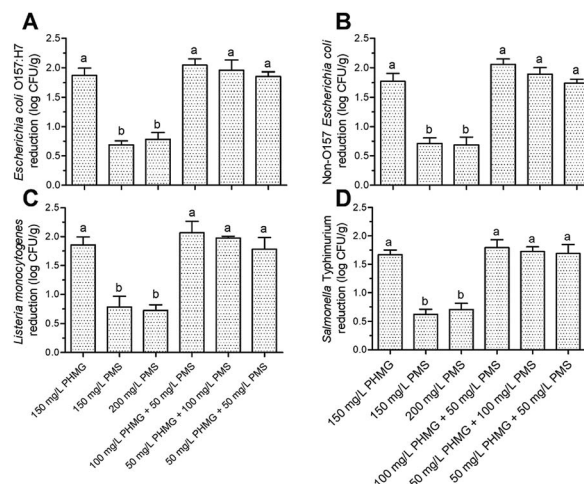 A
Escherichia coli O157:H7
reduction (log CFU/g)
2.5
2.0
1.5
1.0
0.5
0.0
a
b
b
a
a
a
B
Non-O157 Escherichia coli
reduction (log CFU/g)
2.5
2.0
1.5
1.0
0.5
0.0
a
b
b
a
a
a
C
Listeria monocytogenes
reduction (log CFU/g)
2.5
2.0
1.5
1.0
0.5
0.0
a
b
b
a
a
a
150 mg/L PHMG
150 mg/L PMS
200 mg/L PMS
100 mg/L PHMG + 50 mg/L PMS
50 mg/L PHMG + 100 mg/L PMS
50 mg/L PHMG + 50 mg/L PMS
D
Salmonella Typhimurium
reduction (log CFU/g)
2.5
2.0
1.5
1.0
0.5
0.0
a
b
b
a
a
a
150 mg/L PHMG
150 mg/L PMS
200 mg/L PMS
100 mg/L PHMG + 50 mg/L PMS
50 mg/L PHMG + 100 mg/L PMS
50 mg/L PHMG + 50 mg/L PMS